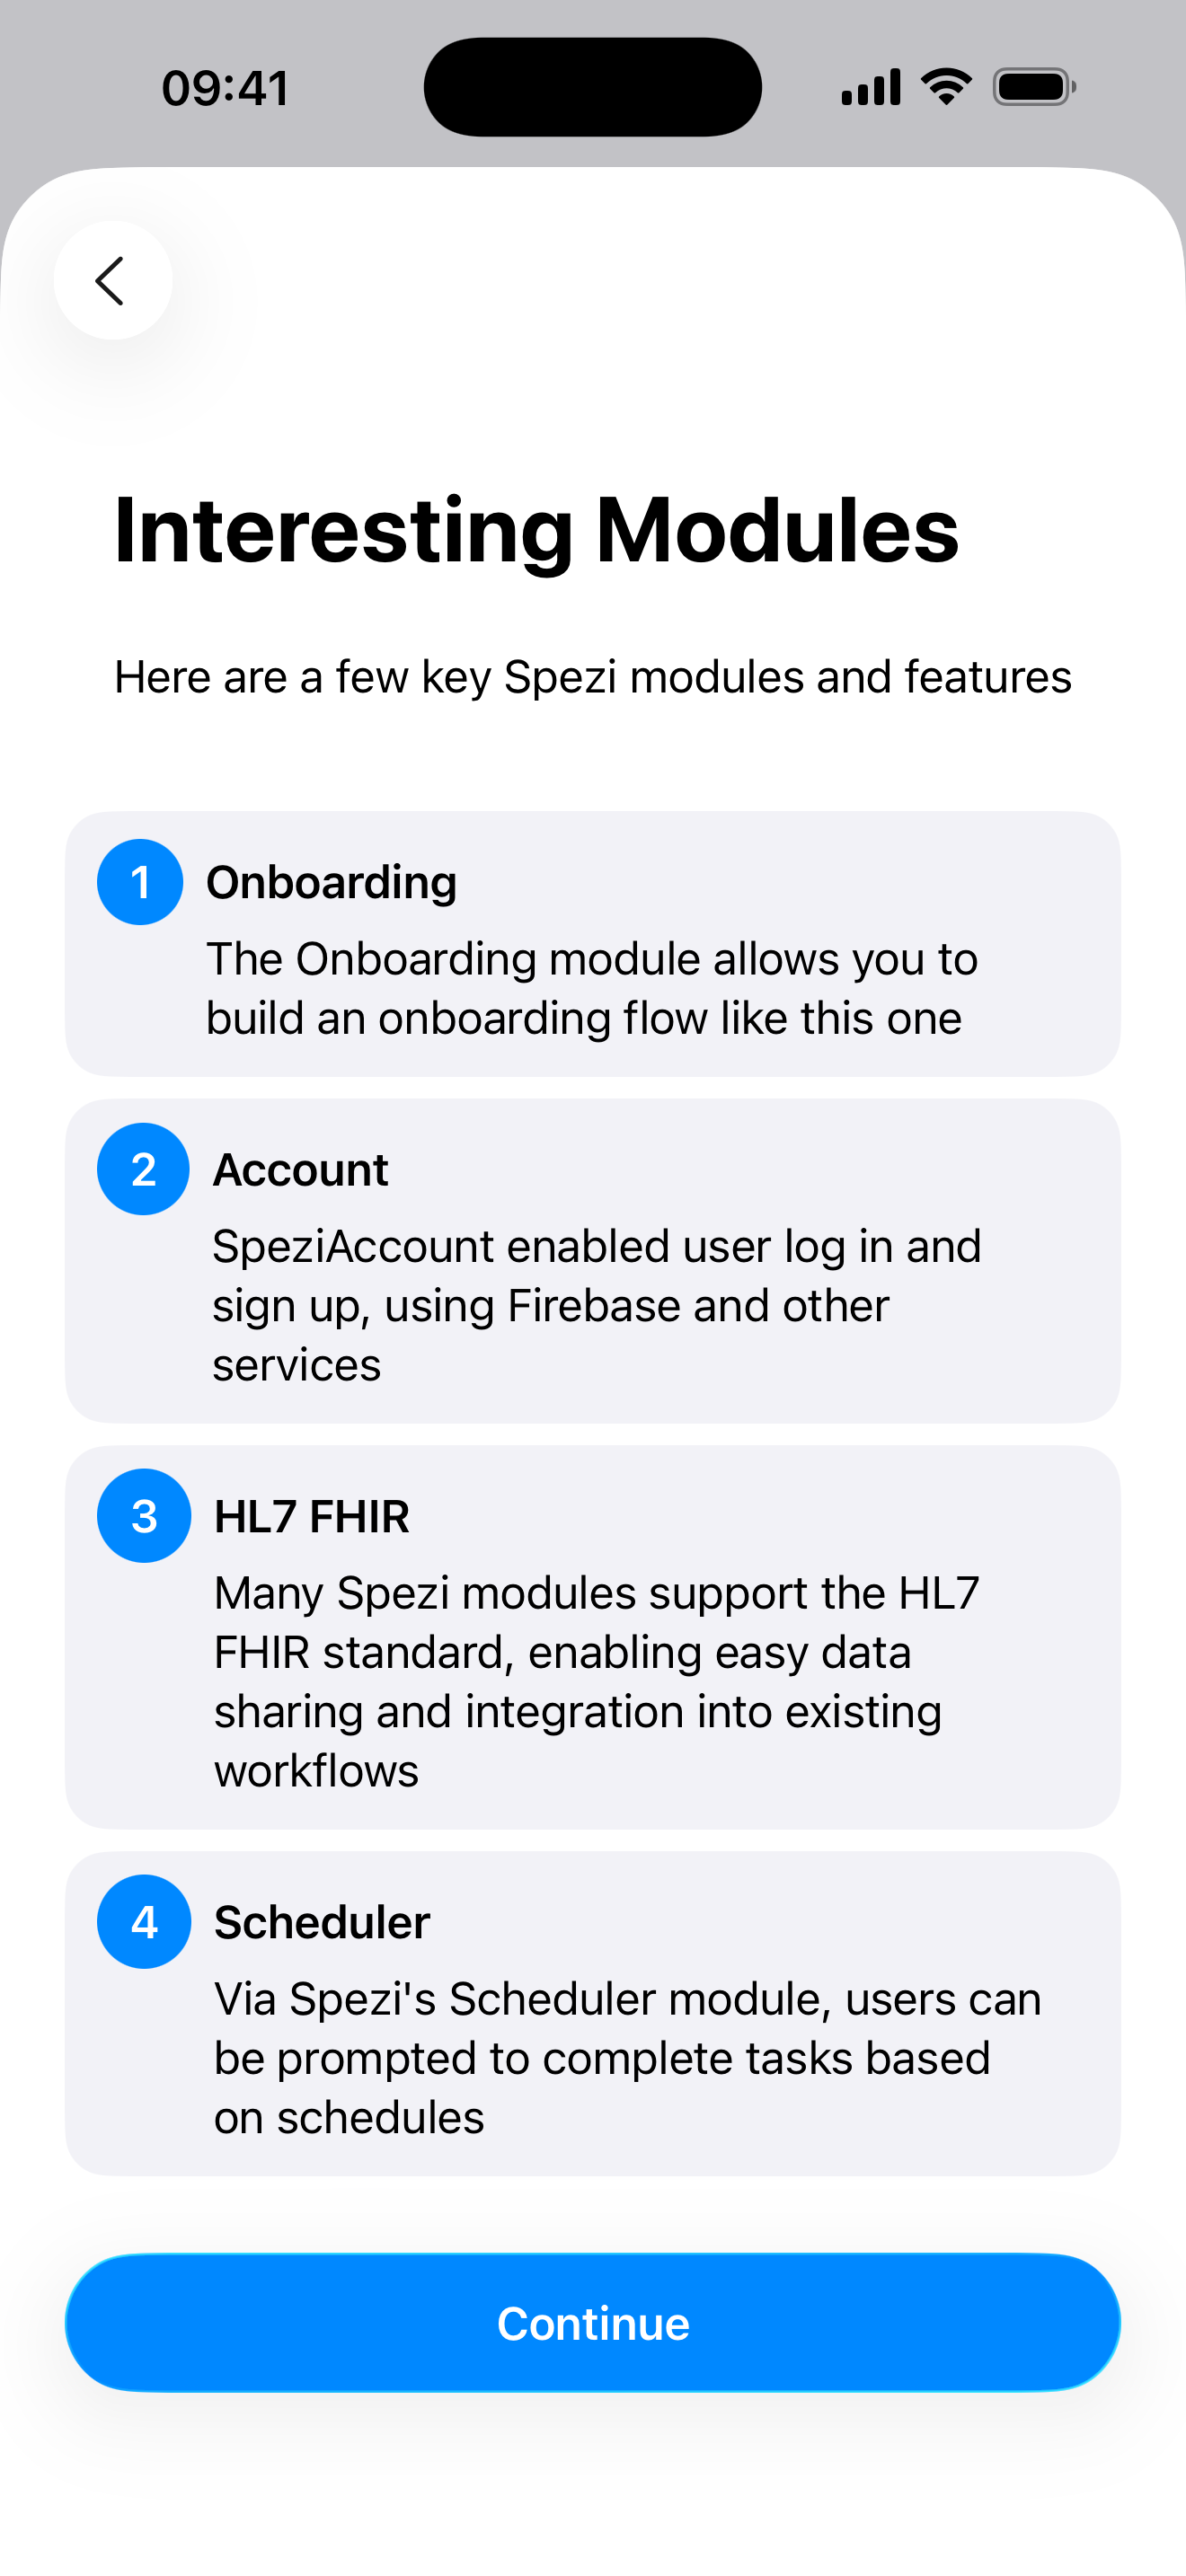 09:41
Interesting Modules
Here are a few key Spezi modules and features
1
Onboarding
The Onboarding module allows you to
build an onboarding flow like this one
2
Account
SpeziAccount enabled user log in and
sign up, using Firebase and other
services
3
HL7 FHIR
Many Spezi modules support the HL7
FHIR standard, enabling easy data
sharing and integration into existing
workflows
4
Scheduler
Via Spezi's Scheduler module, users can
be prompted to complete tasks based
on schedules
Continue